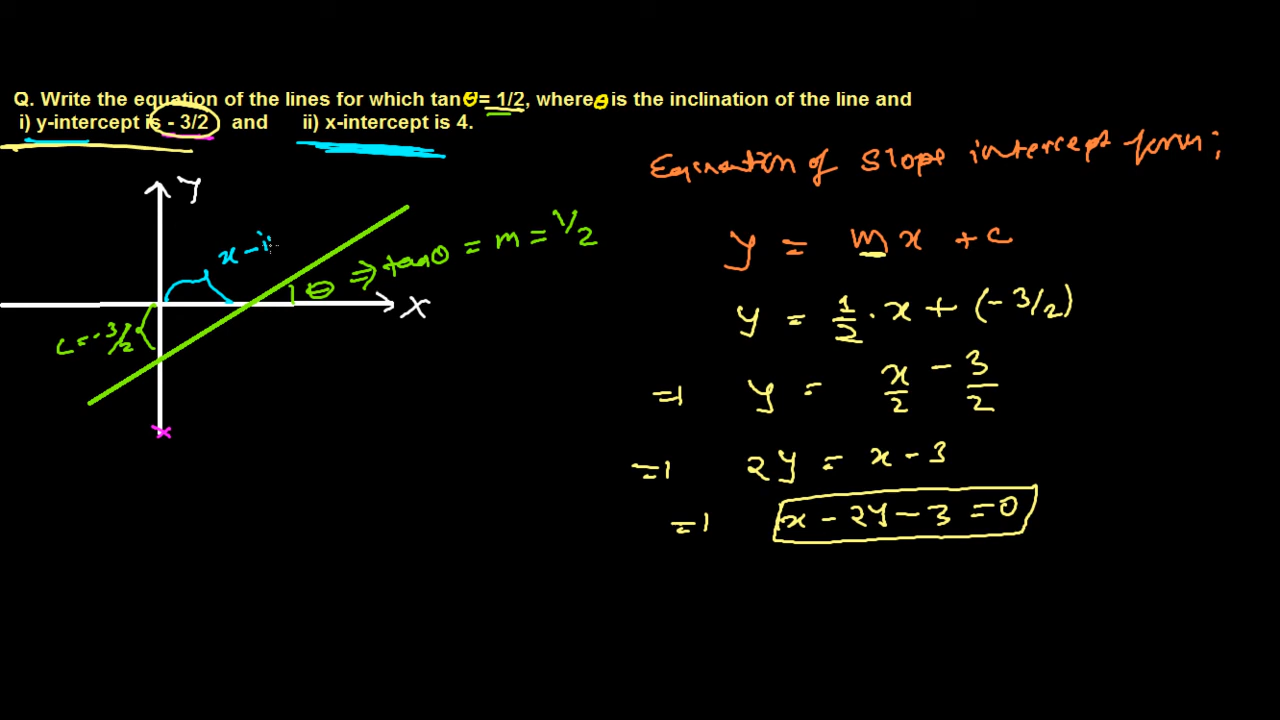 Q. Write the equation of the lines for which tan θ = 1/2, where θ is the inclination of the line and
i) y-intercept is - 3/2 and ii) x-intercept is 4.
Equation of slope intercept form:
Y
x-in
θ ⇒ tanθ = m = 1/2
X
c = -3/2
y = mx + c
y = 1/2 . x + (- 3/2)
⇒ y = x/2 - 3/2
⇒ 2y = x - 3
⇒ x - 2y - 3 = 0